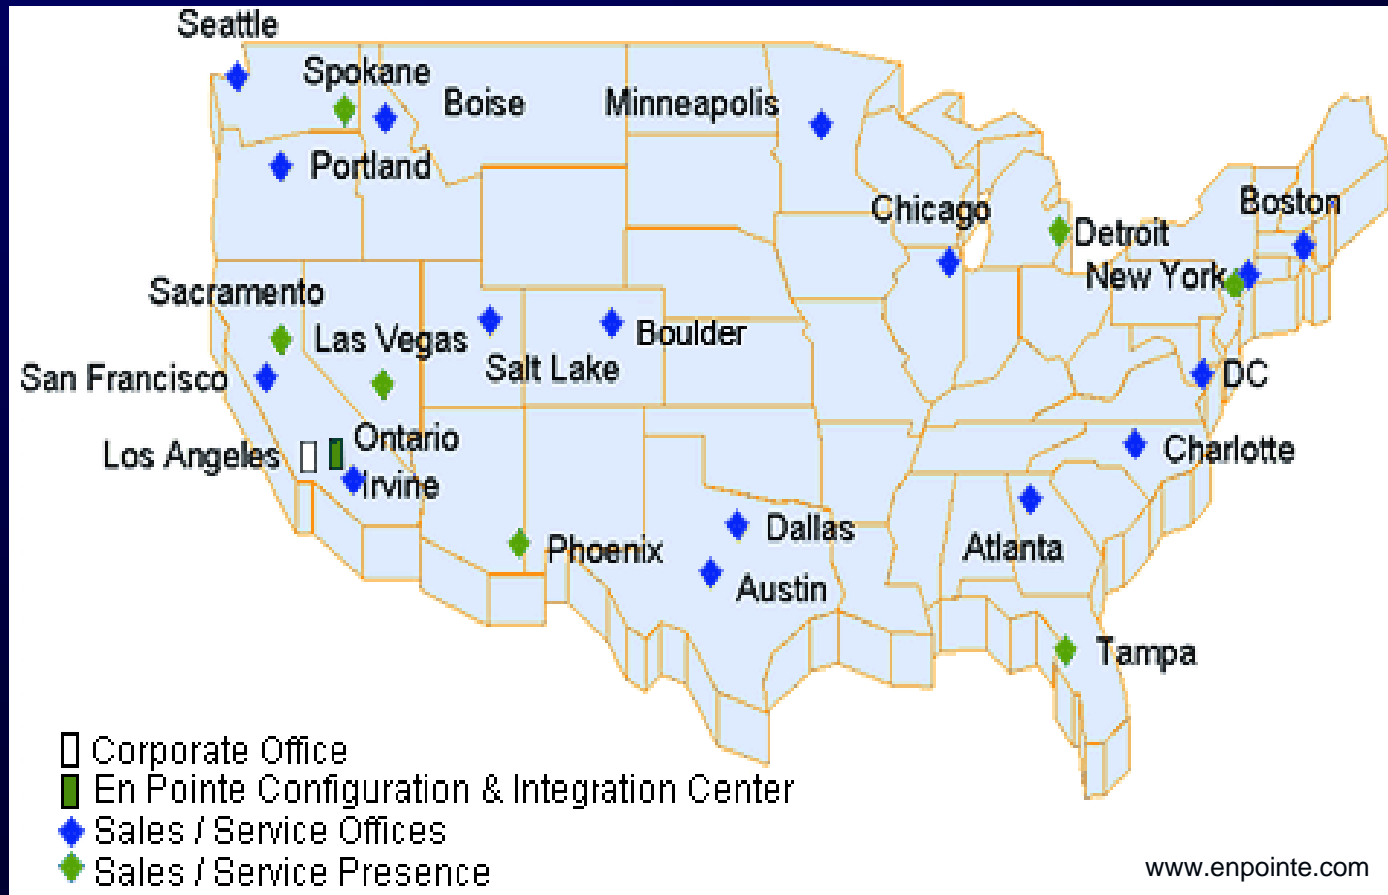 Seattle
Spokane
Boise
Minneapolis
Portland
Chicago
Boston
Detroit
New York
Sacramento
Las Vegas
Boulder
Salt Lake
San Francisco
DC
Ontario
Los Angeles
Irvine
Charlotte
Dallas
Phoenix
Atlanta
Austin
Tampa
Corporate Office
En Pointe Configuration & Integration Center
Sales / Service Offices
Sales / Service Presence
www.enpointe.com